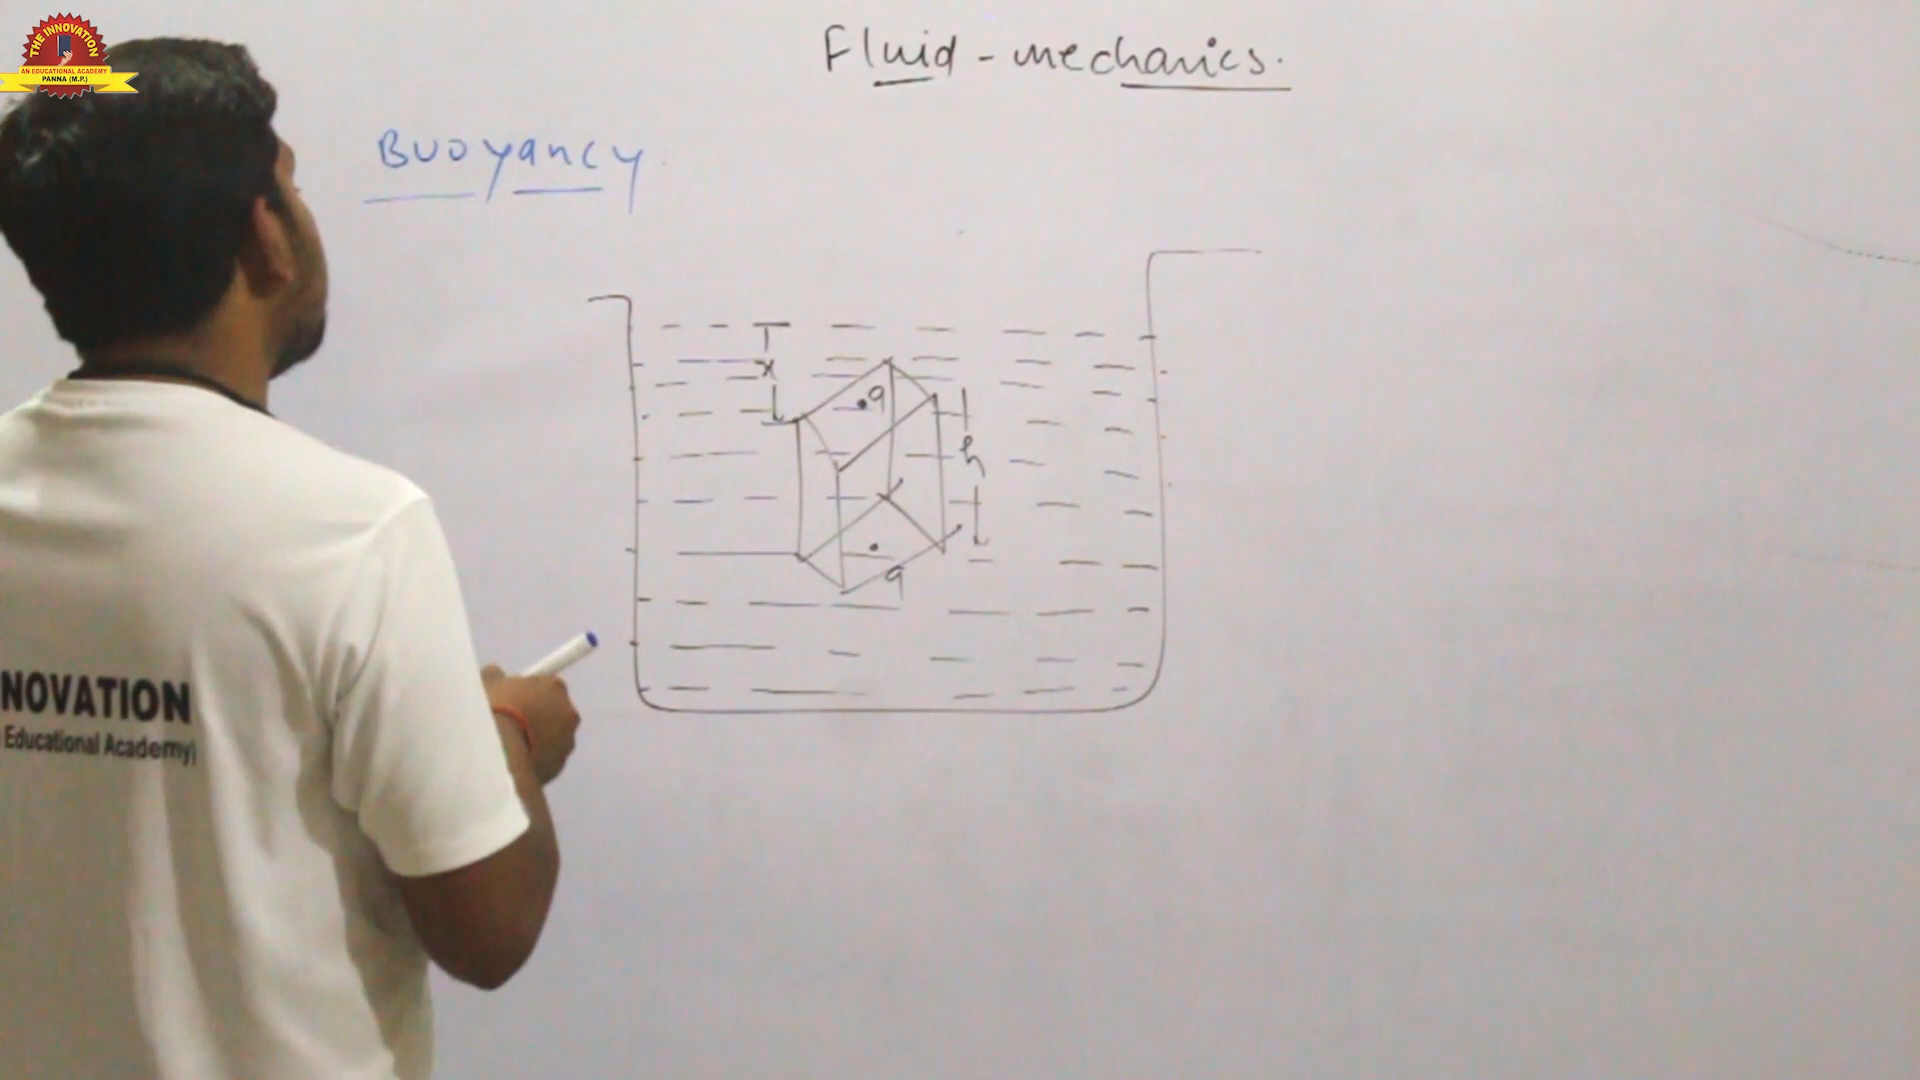 THE INNOVATION
AN EDUCATIONAL ACADEMY
PANNA (M.P.)
Fluid - mechanics.
Buoyancy.
x
a
h
a
NOVATION
Educational Academy)